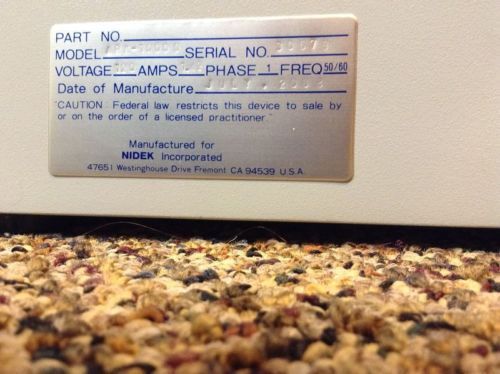 PART NO.
MODEL SERIAL NO.
VOLTAGE AMPS PHASE 1 FREQ 50/60
Date of Manufacture JULY, 2003
"CAUTION: Federal law restricts this device to sale by
or on the order of a licensed practitioner."
Manufactured for
NIDEK Incorporated
47651 Westinghouse Drive Fremont CA 94539 U.S.A.